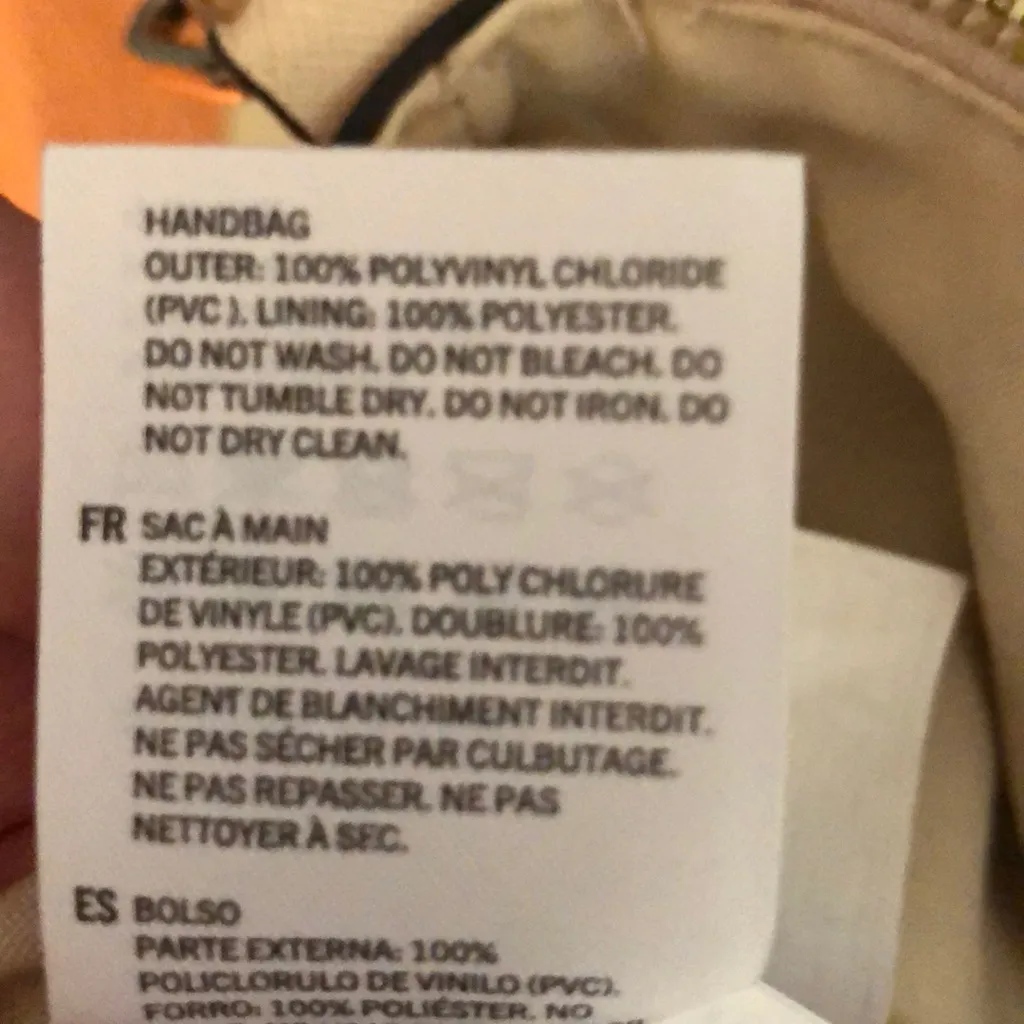 HANDBAG
OUTER: 100% POLYVINYL CHLORIDE
(PVC ). LINING: 100% POLYESTER.
DO NOT WASH. DO NOT BLEACH. DO
NOT TUMBLE DRY. DO NOT IRON. DO
NOT DRY CLEAN.
FR SAC À MAIN
EXTÉRIEUR: 100% POLYCHLORURE
DE VINYLE (PVC). DOUBLURE: 100%
POLYESTER. LAVAGE INTERDIT.
AGENT DE BLANCHIMENT INTERDIT.
NE PAS SÉCHER PAR CULBUTAGE.
NE PAS REPASSER. NE PAS
NETTOYER À SEC.
ES BOLSO
PARTE EXTERNA: 100%
POLICLORULO DE VINILO (PVC).
FORRO: 100% POLIÉSTER. NO